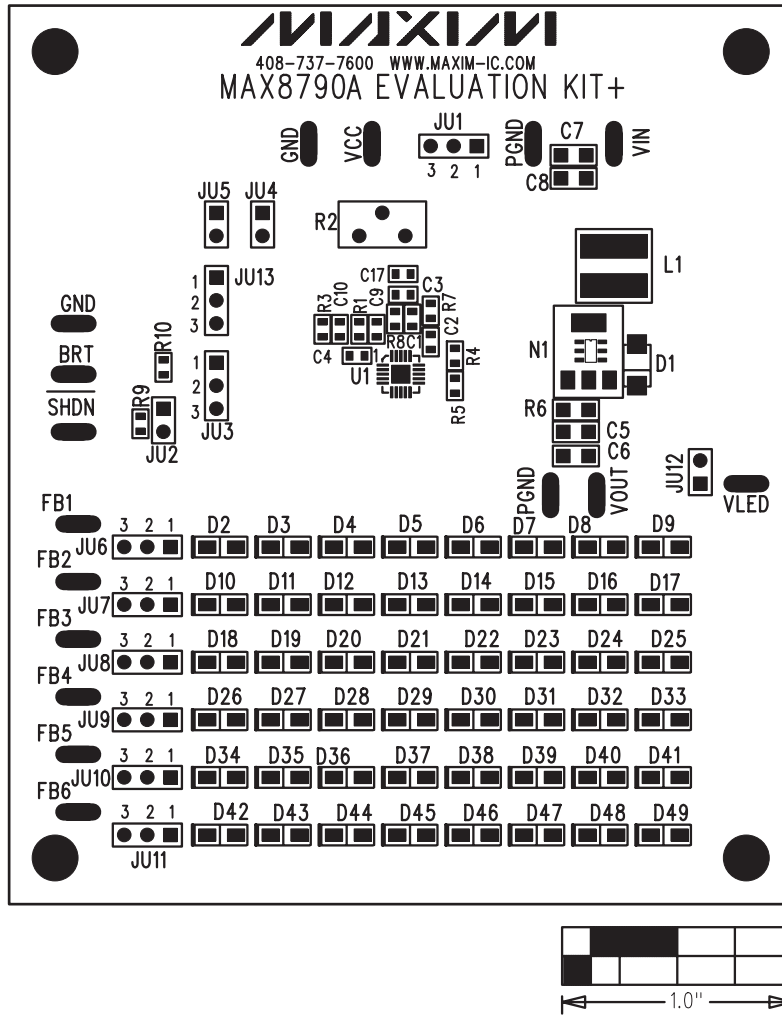 MAXIM
408-737-7600 WWW.MAXIM-IC.COM
MAX8790A EVALUATION KIT+
GND VCC JU1 PGND C7 VIN
3 2 1
C8
JU5 JU4 R2
L1
JU13 C17
1
2
3
R3 C10 R1 C9 C3 R7
GND
R10 C4 R8 C1 C2 R4 N1 D1
BRT
1
U1
SHDN
R9 1
2
3
R5 R6
JU2 JU3 C5
C6
JU12
PGND VOUT VLED
FB1
3 2 1 D2 D3 D4 D5 D6 D7 D8 D9
JU6
FB2
3 2 1 D10 D11 D12 D13 D14 D15 D16 D17
JU7
FB3
3 2 1 D18 D19 D20 D21 D22 D23 D24 D25
JU8
FB4
3 2 1 D26 D27 D28 D29 D30 D31 D32 D33
JU9
FB5
3 2 1 D34 D35 D36 D37 D38 D39 D40 D41
JU10
FB6
3 2 1 D42 D43 D44 D45 D46 D47 D48 D49
JU11
1.0"